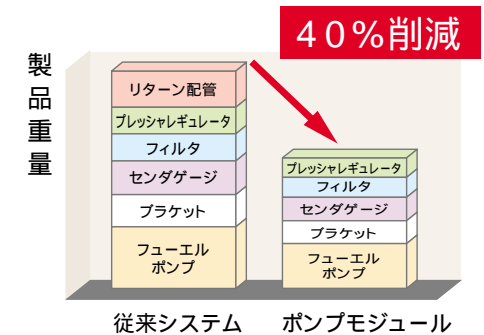 40%削減
製品重量
リターン配管
プレッシャレギュレータ
フィルタ
センダゲージ
ブラケット
フューエル
ポンプ
プレッシャレギュレータ
フィルタ
センダゲージ
ブラケット
フューエル
ポンプ
従来システム
ポンプモジュール